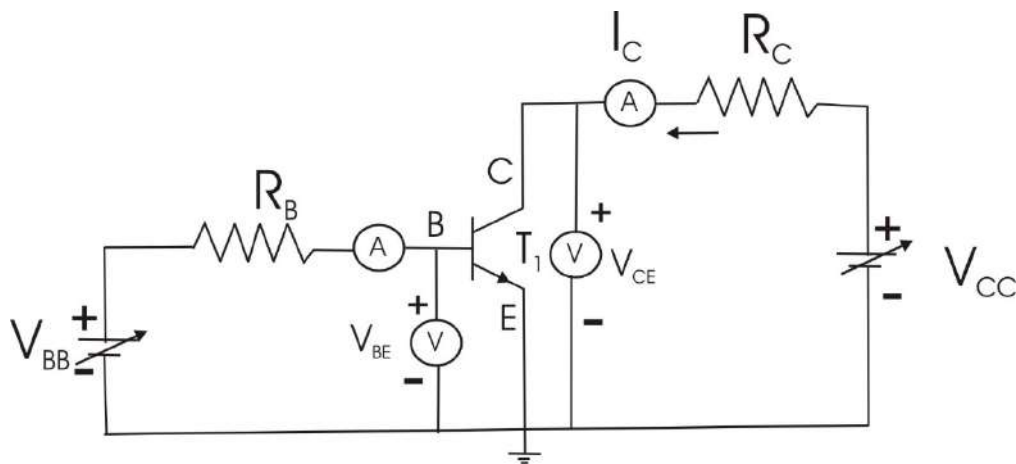 I_C
R_C
A
C
R_B
B
A
T_1
+
V
V_CE
-
+
-
V_CC
E
+
V_BE
V
-
+
V_BB
-